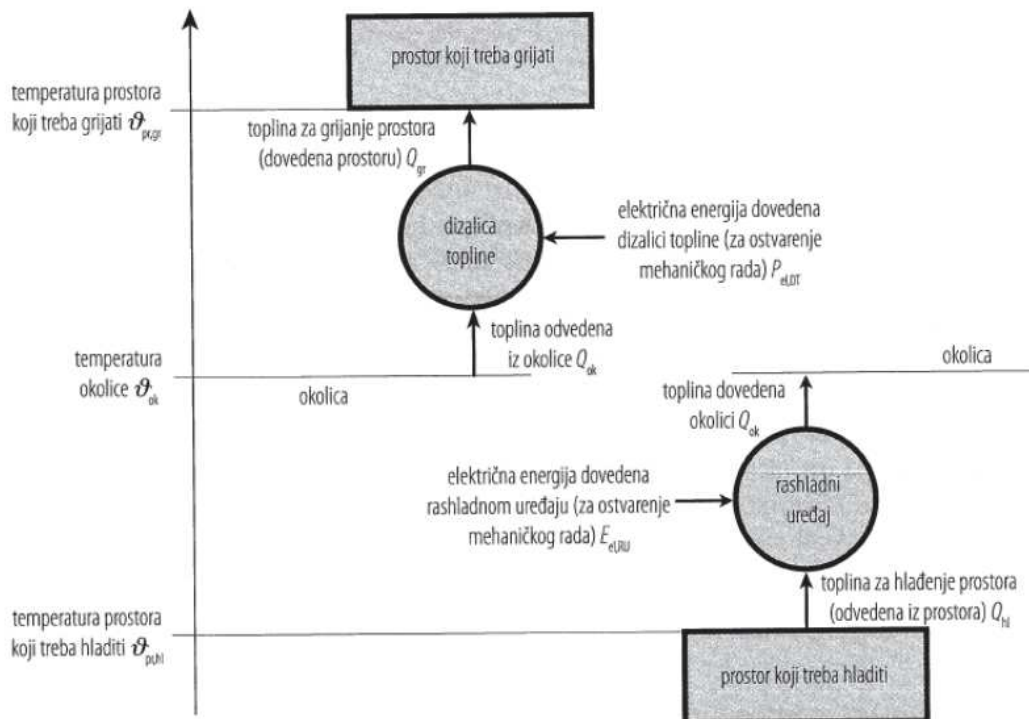 prostor koji treba grijati
temperatura prostora
koji treba grijati ϑpr,gr
toplina za grijanje prostora
(dovedena prostoru) Qgr
dizalica
topline
električna energija dovedena
dizalici topline (za ostvarenje
mehaničkog rada) Pel,DT
toplina odvedena
iz okolice Qok
temperatura
okolice ϑok
okolica
okolica
toplina dovedena
okolici Qok
električna energija dovedena
rashladnom uređaju (za ostvarenje
mehaničkog rada) Eel,RU
rashladni
uređaj
toplina za hlađenje prostora
(odvedena iz prostora) Qhl
temperatura prostora
koji treba hladiti ϑpr,hl
prostor koji treba hladiti